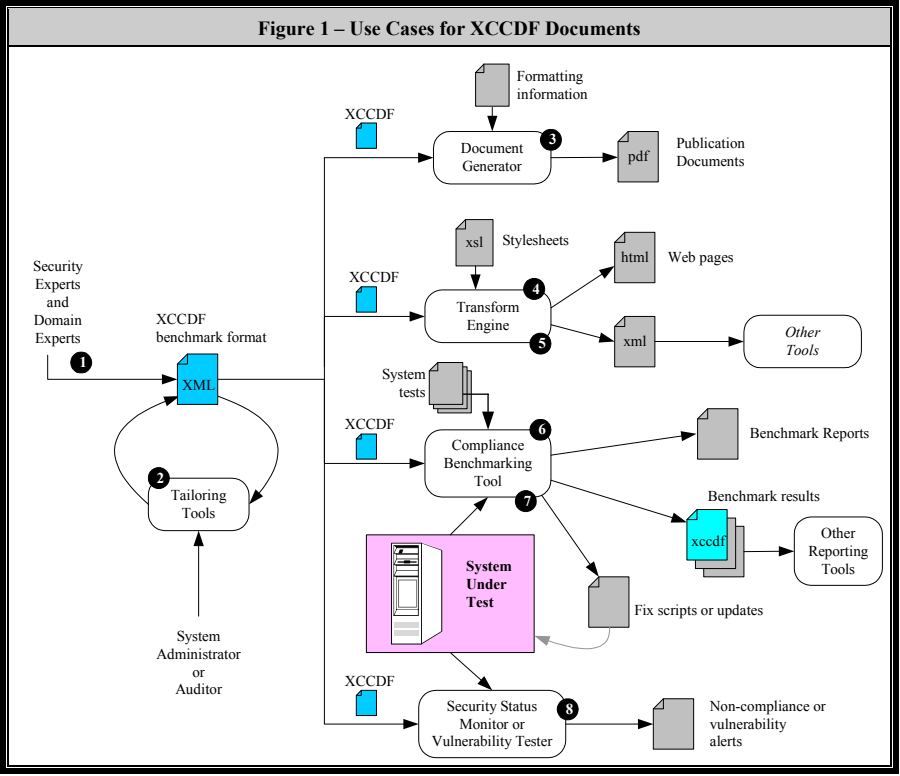 Figure 1 – Use Cases for XCCDF Documents
Formatting
information
XCCDF
3
Document
Generator
pdf
Publication
Documents
xsl
Stylesheets
html
Web pages
Security
Experts
and
Domain
Experts
1
XCCDF
benchmark format
XML
XCCDF
4
Transform
Engine
5
xml
Other
Tools
System
tests
XCCDF
6
Compliance
Benchmarking
Tool
7
Benchmark Reports
2
Tailoring
Tools
Benchmark results
xccdf
Other
Reporting
Tools
System
Under
Test
Fix scripts or updates
System
Administrator
or
Auditor
XCCDF
8
Security Status
Monitor or
Vulnerability Tester
Non-compliance or
vulnerability
alerts